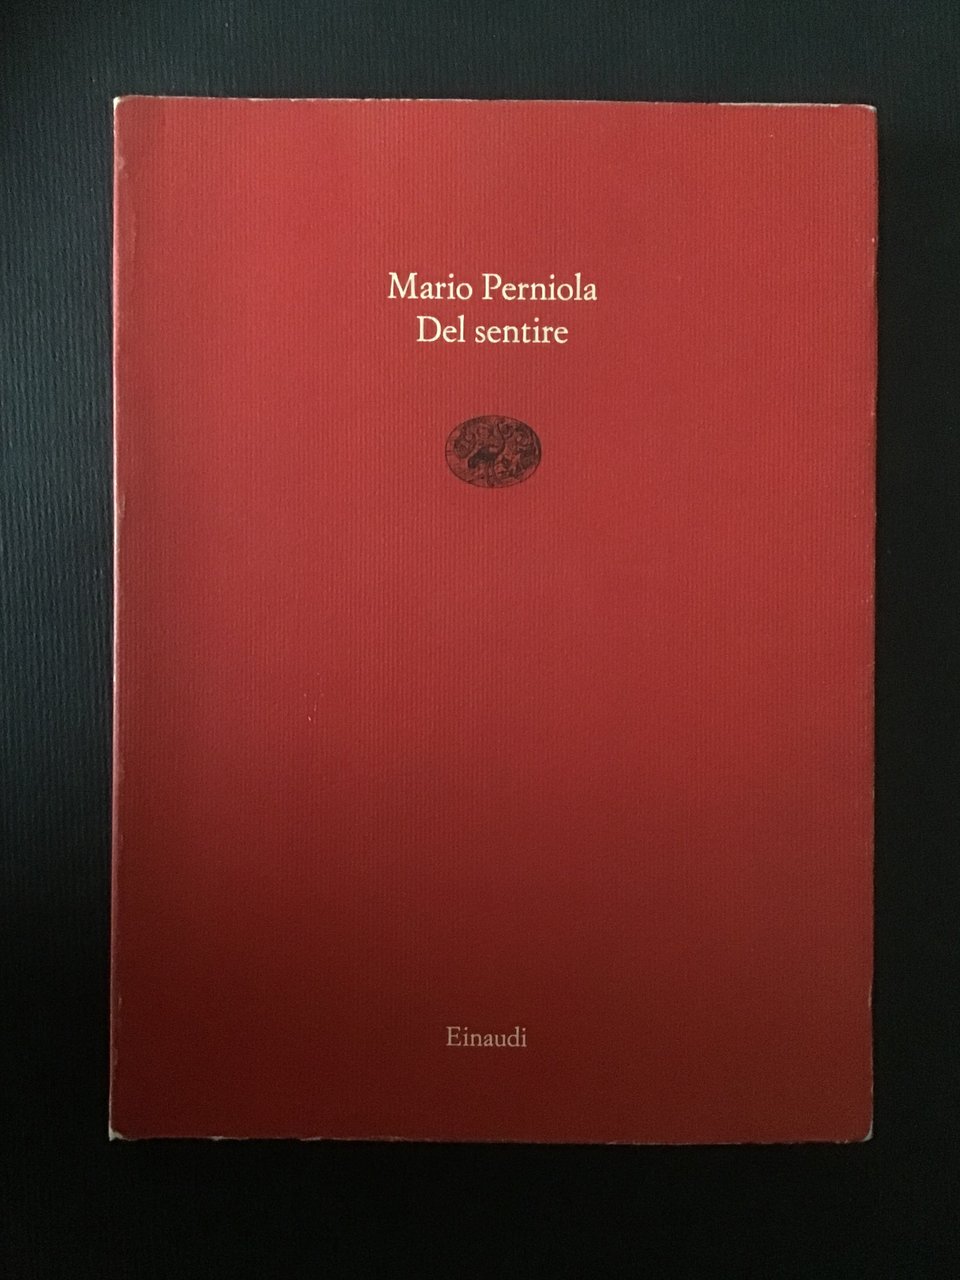 Mario Perniola
Del sentire
Einaudi